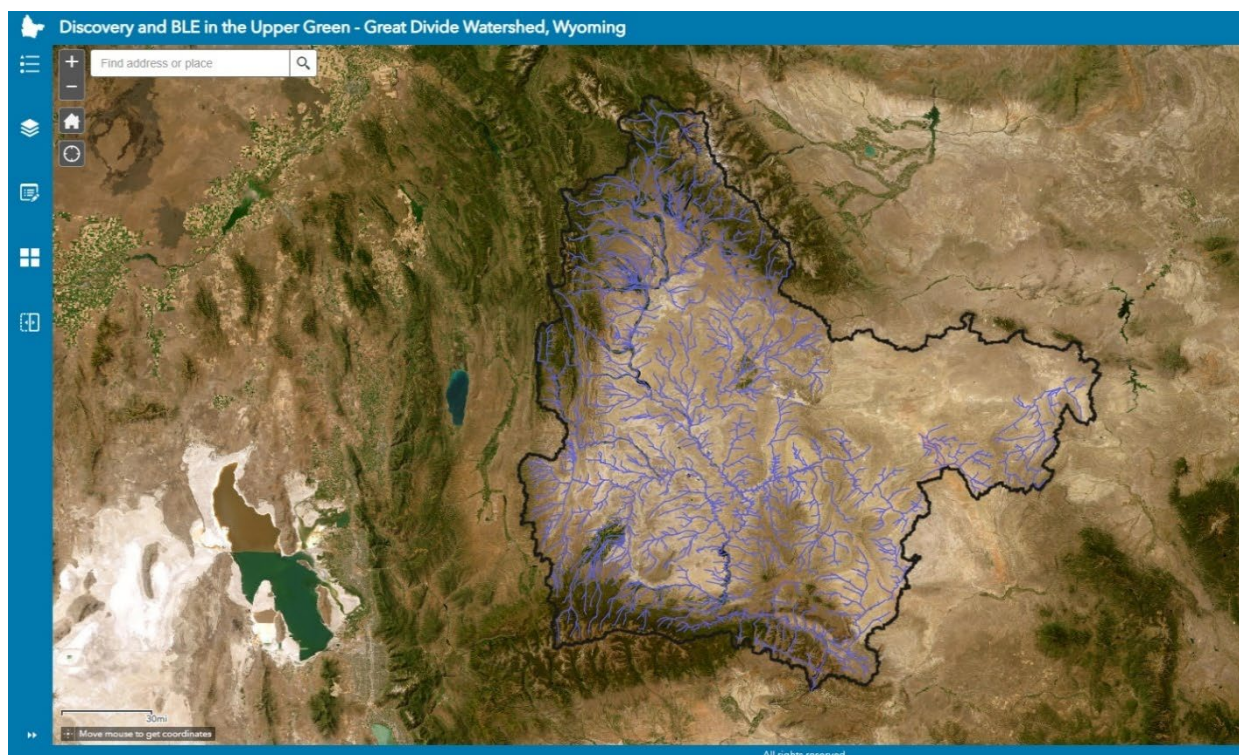 Discovery and BLE in the Upper Green - Great Divide Watershed, Wyoming
+
Find address or place
−
30mi
Move mouse to get coordinates
All rights reserved